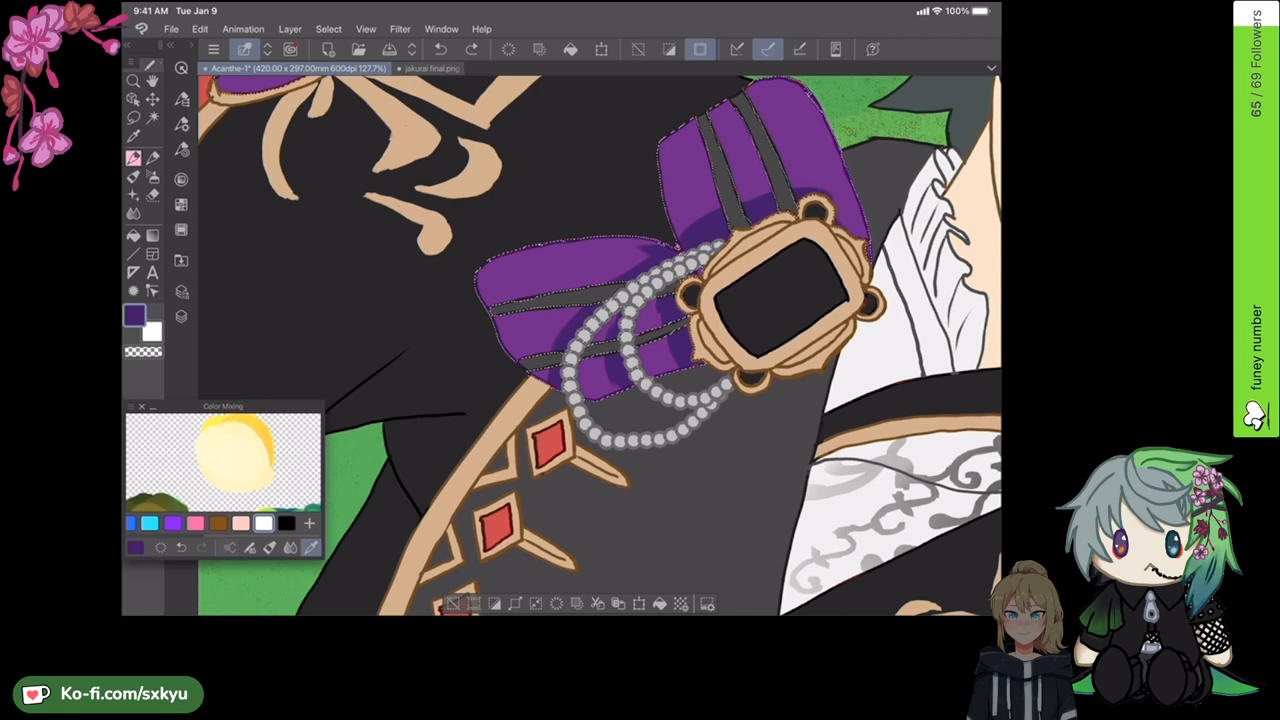 9:41 AM Tue Jan 9
100%
File Edit Animation Layer Select View Filter Window Help
Acanthe-1* (420.00 x 297.00mm 600dpi 127.7%)
jakurai final.png
A
Color Mixing
65 / 69 Followers
funey number
Ko-fi.com/sxkyu